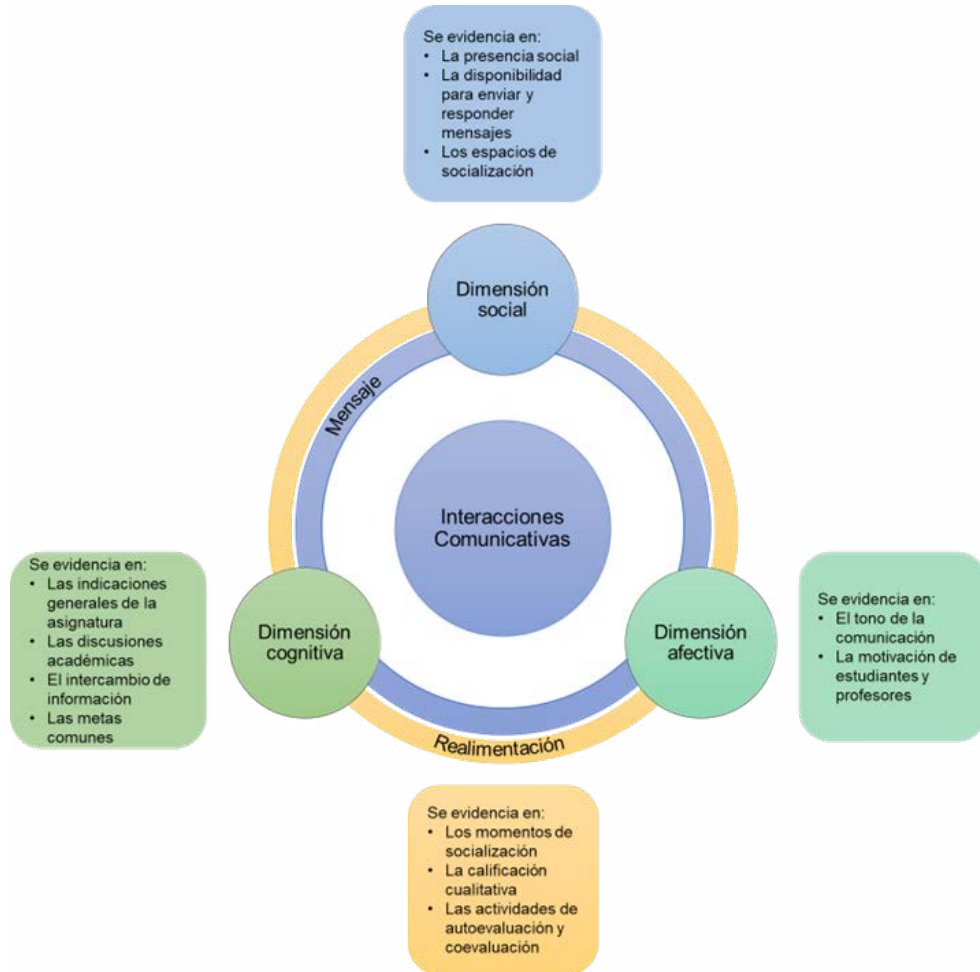 Se evidencia en:
• La presencia social
• La disponibilidad
para enviar y
responder
mensajes
• Los espacios de
socialización
Dimensión
social
Mensaje
Interacciones
Comunicativas
Se evidencia en:
• Las indicaciones
generales de la
asignatura
• Las discusiones
académicas
• El intercambio de
información
• Las metas
comunes
Dimensión
cognitiva
Dimensión
afectiva
Se evidencia en:
• El tono de la
comunicación
• La motivación de
estudiantes y
profesores
Realimentación
Se evidencia en:
• Los momentos de
socialización
• La calificación
cualitativa
• Las actividades de
autoevaluación y
coevaluación